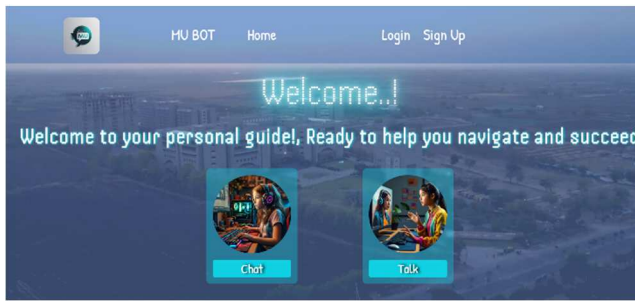 MU BOT Home Login Sign Up
Welcome..!
Welcome to your personal guide!, Ready to help you navigate and succeed
Chat Talk